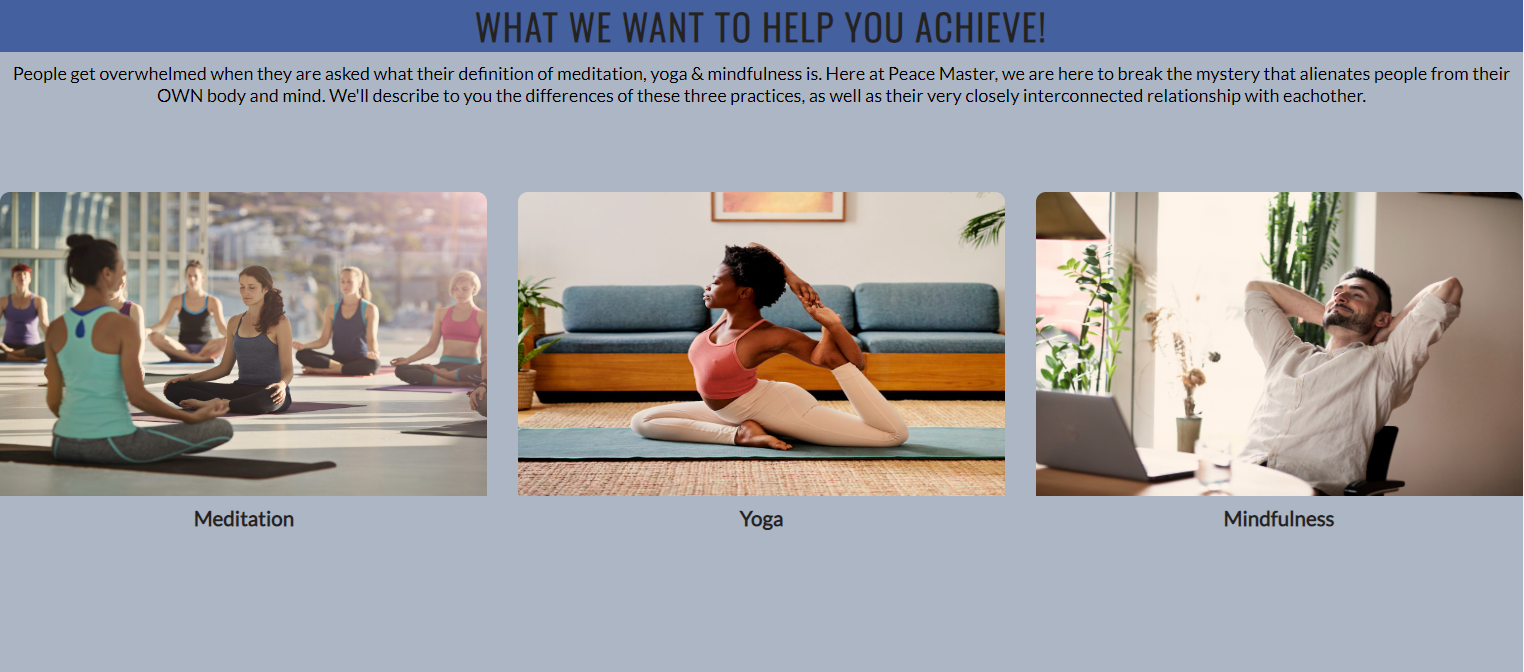 WHAT WE WANT TO HELP YOU ACHIEVE!
People get overwhelmed when they are asked what their definition of meditation, yoga & mindfulness is. Here at Peace Master, we are here to break the mystery that alienates people from their
OWN body and mind. We'll describe to you the differences of these three practices, as well as their very closely interconnected relationship with eachother.
Meditation
Yoga
Mindfulness